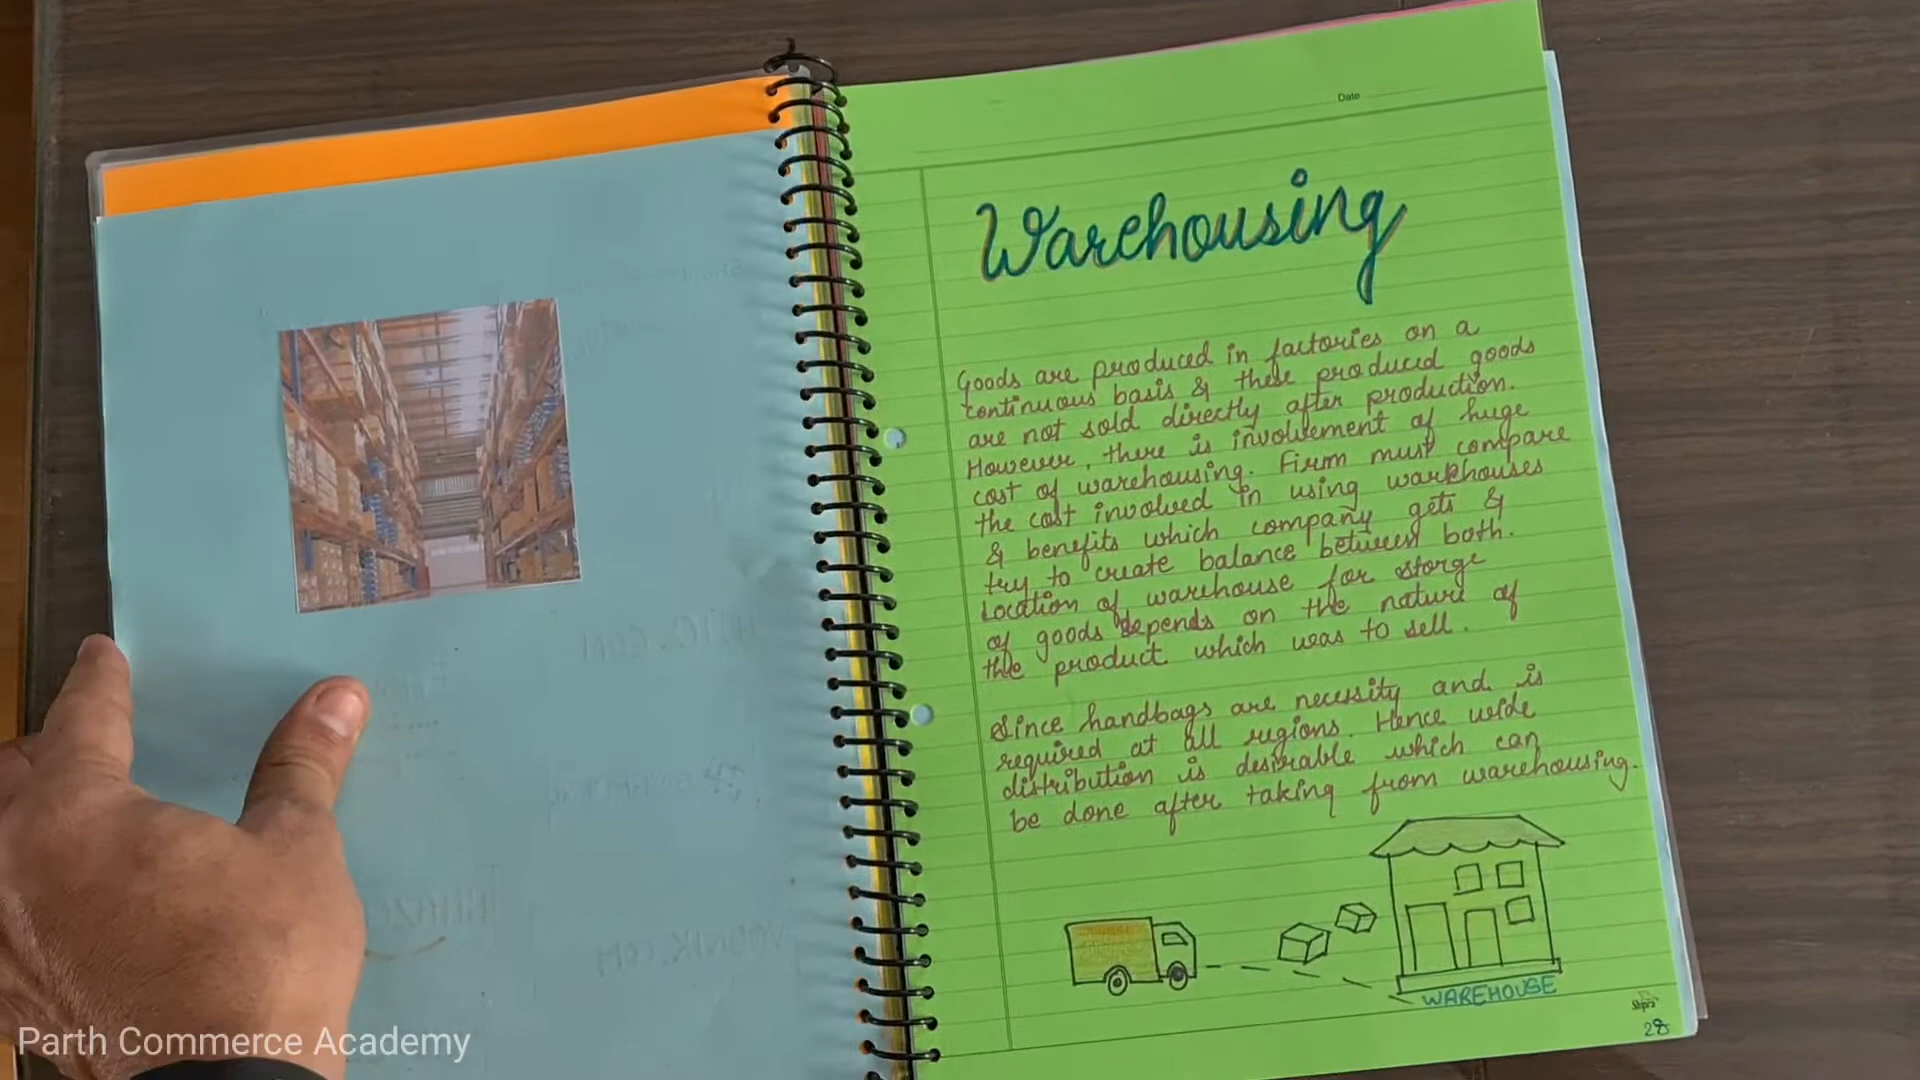 Date
Warehousing
Goods are produced in factories on a
continuous basis & these produced goods
are not sold directly after production.
However, there is involvement of huge
cost of warehousing. Firm must compare
the cost involved in using warehouses
& benefits which company gets &
try to create balance between both.
Location of warehouse for storge
of goods depends on the nature of
the product which was to sell.
Since handbags are necessity and is
required at all regions. Hence wide
distribution is desirable which can
be done after taking from warehousing.
WAREHOUSE
Shipra
28
Parth Commerce Academy